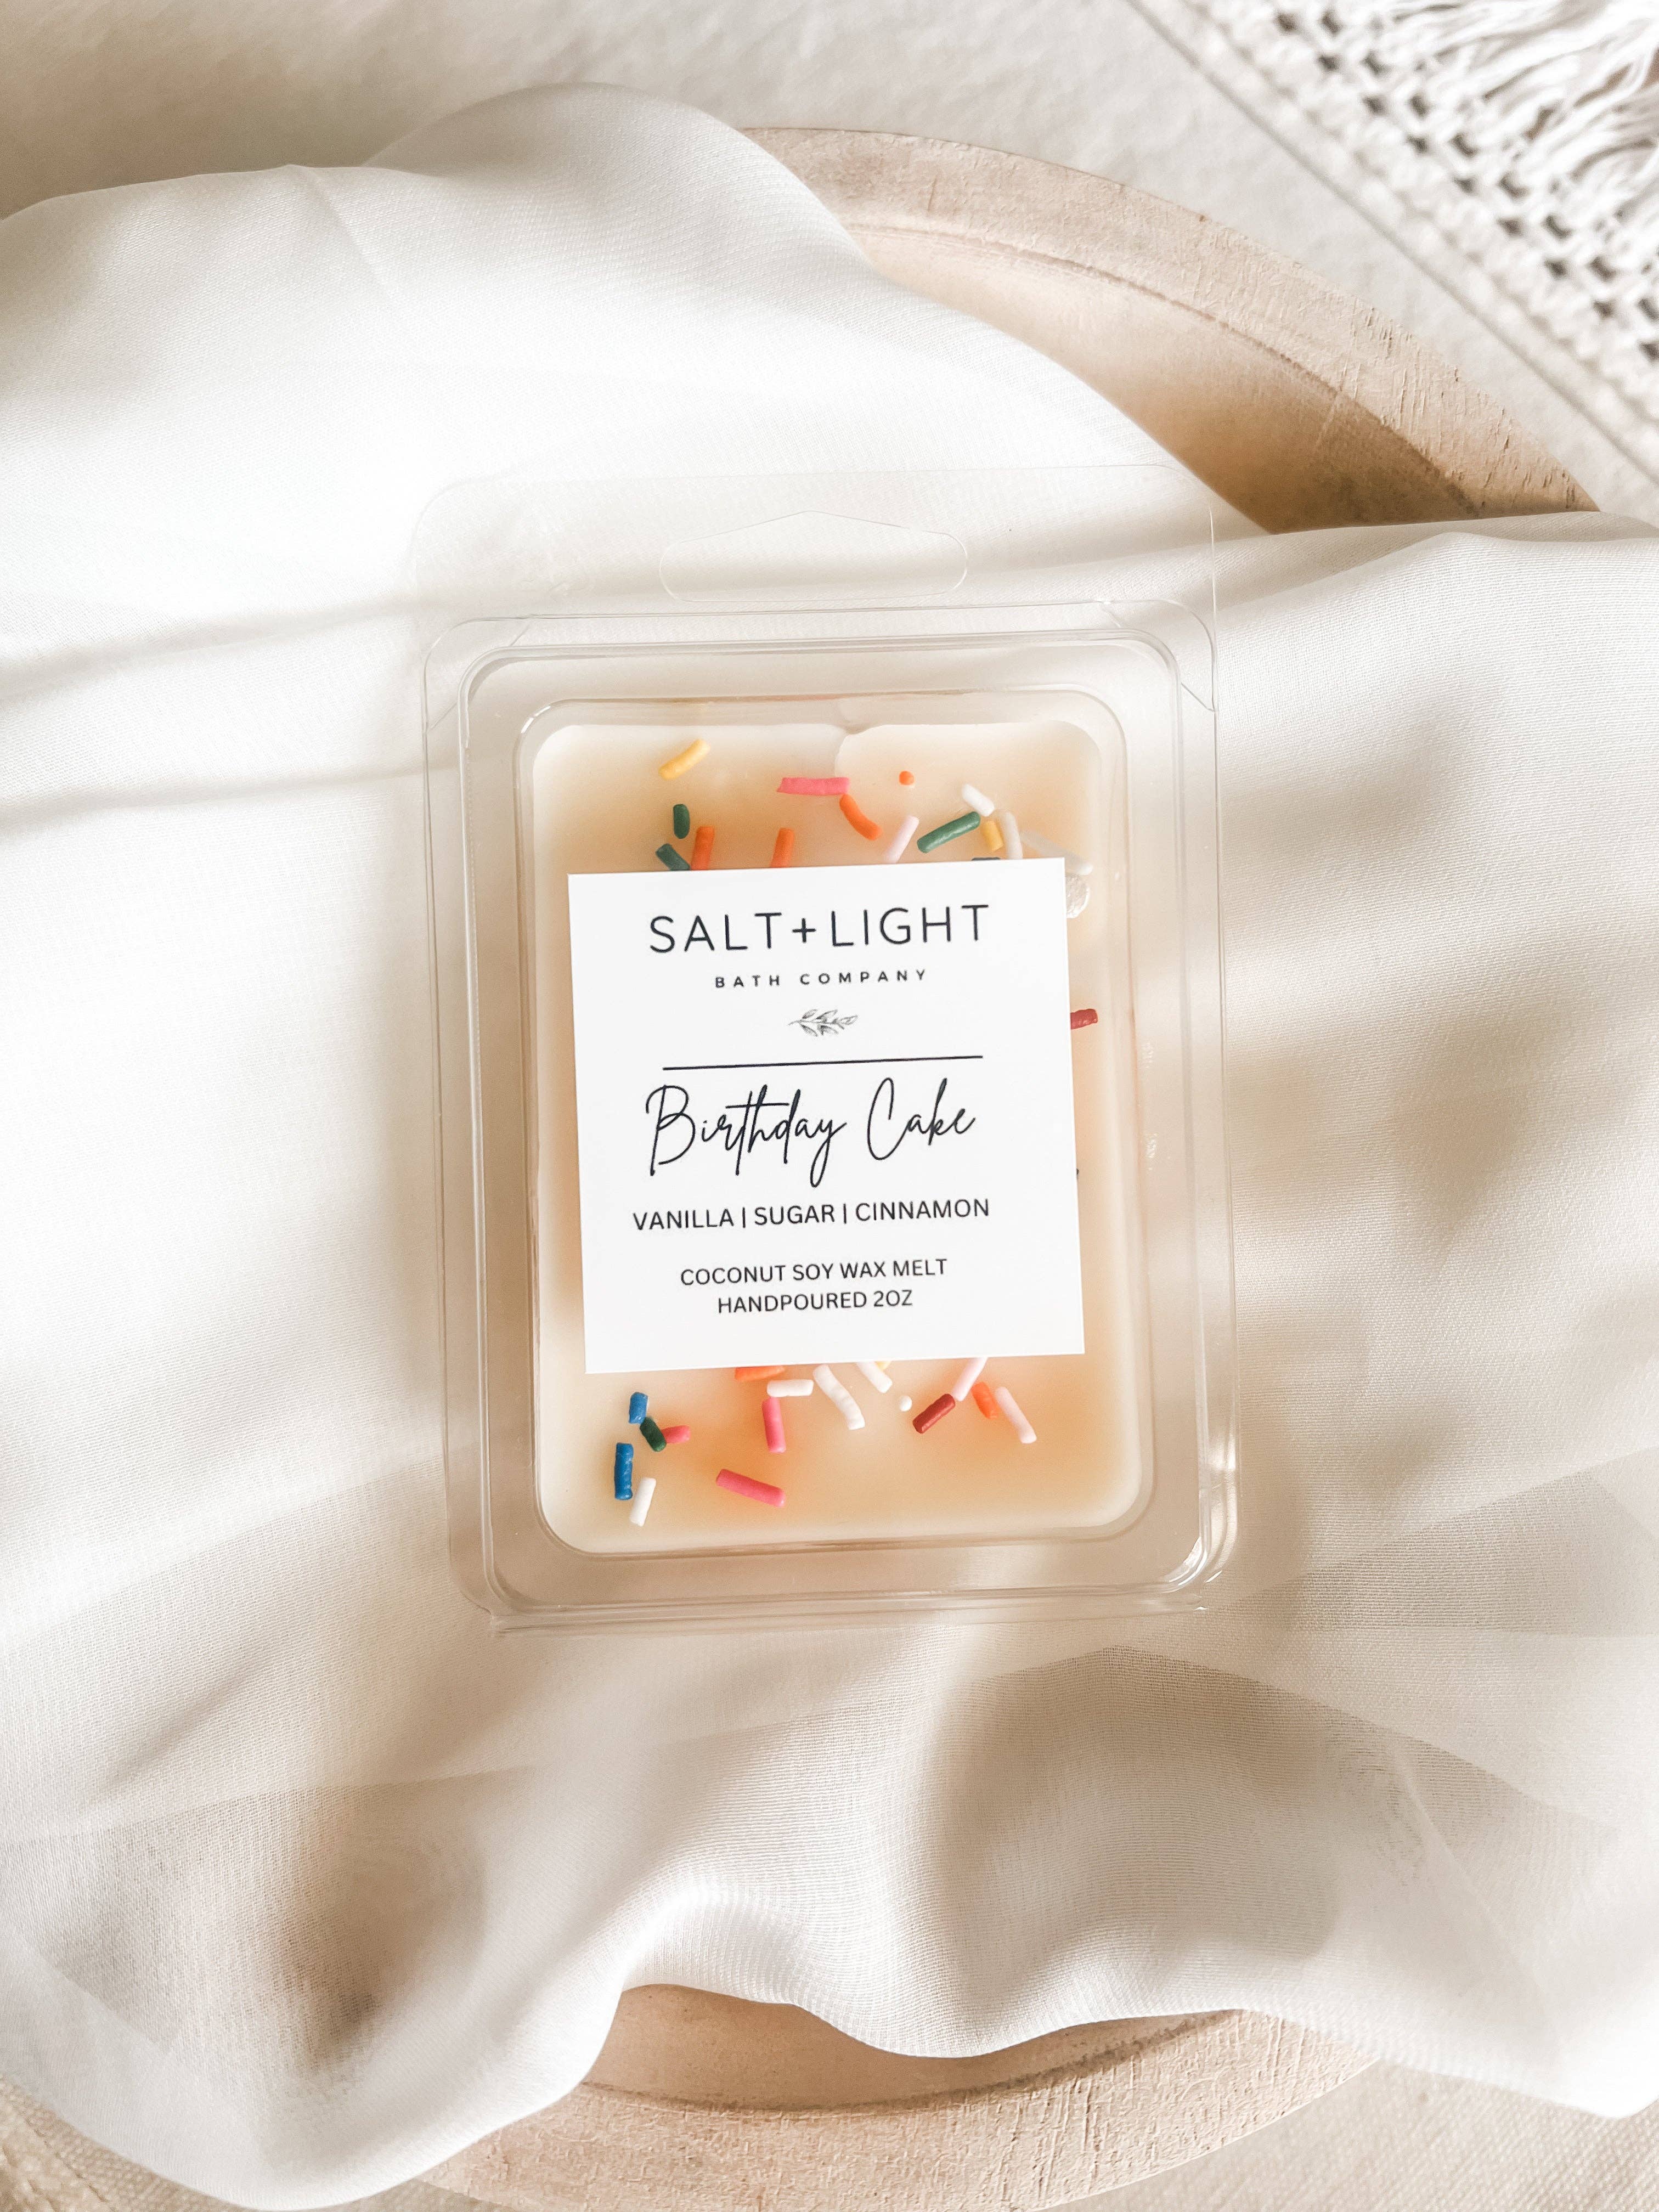 SALT+LIGHT
BATH COMPANY
Birthday Cake
VANILLA | SUGAR | CINNAMON
COCONUT SOY WAX MELT
HANDPOURED 2OZ